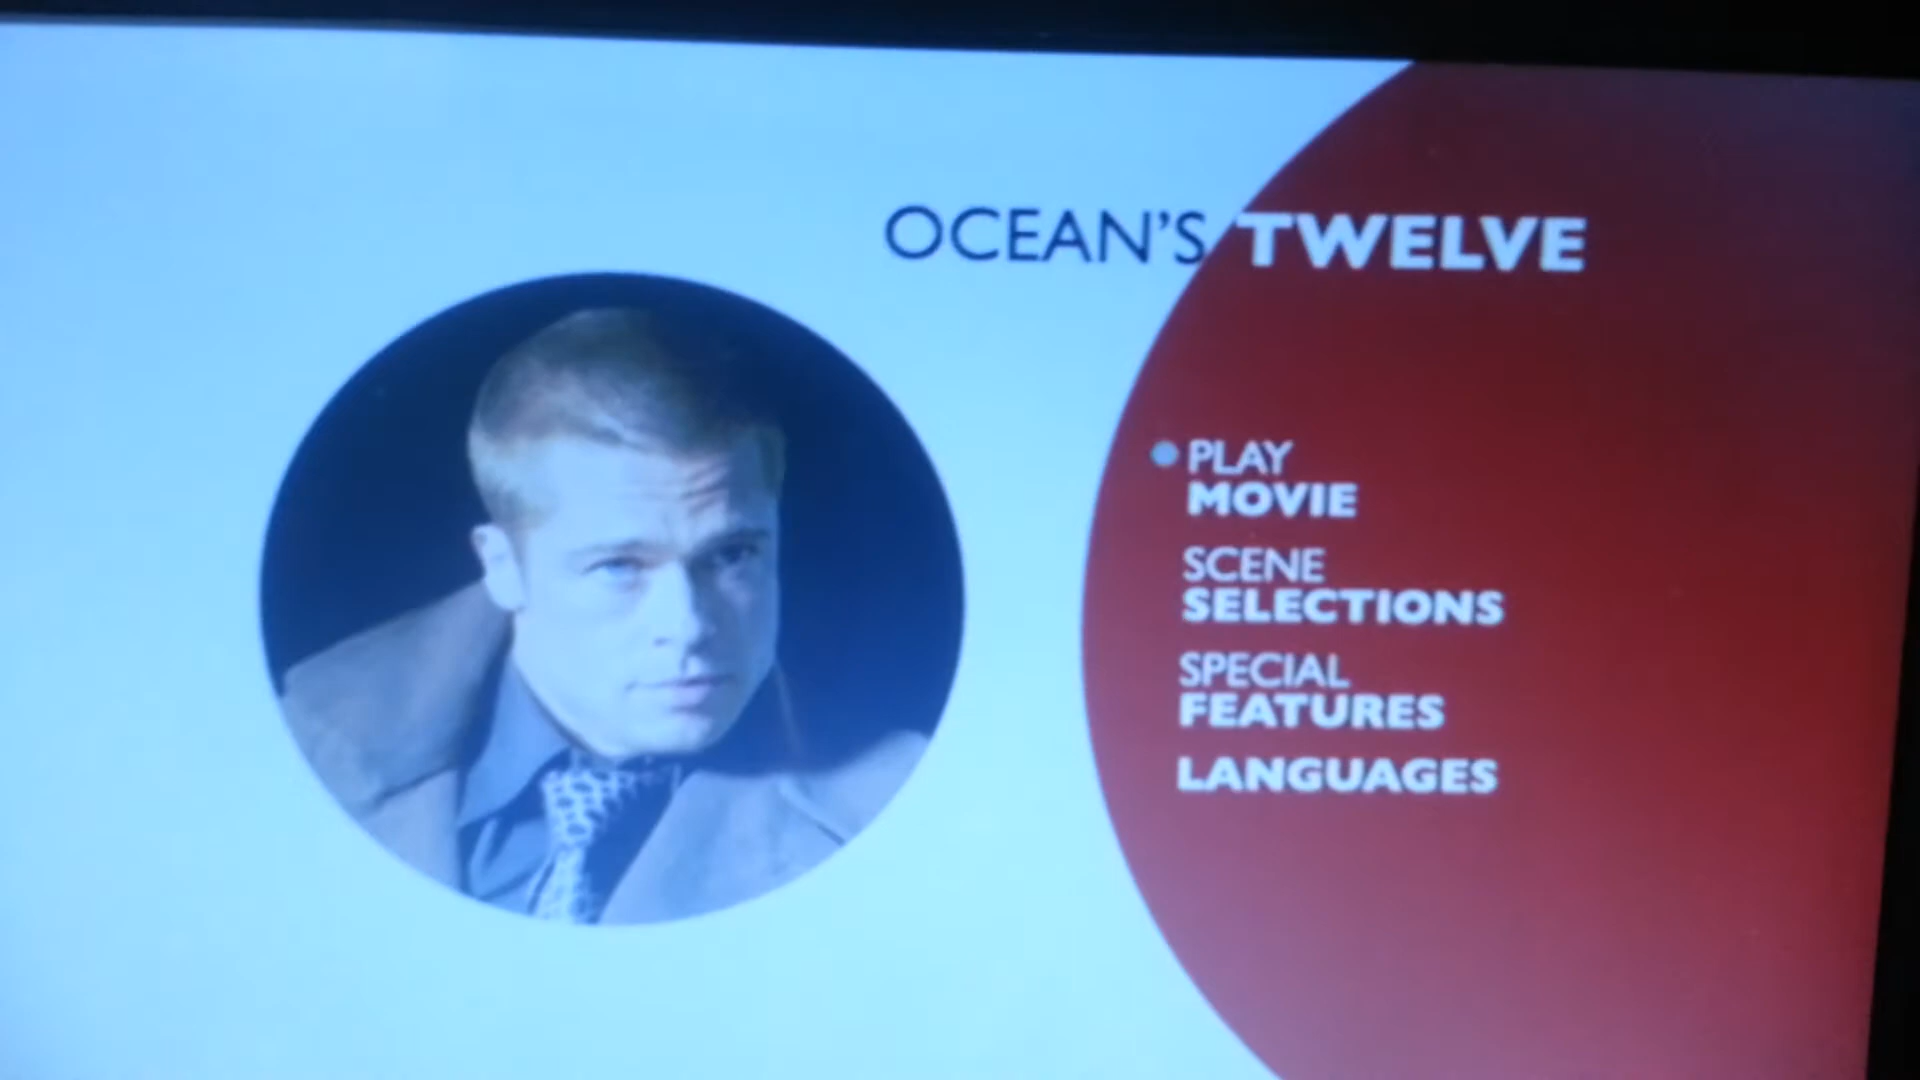 OCEAN'S TWELVE
PLAY
MOVIE
SCENE
SELECTIONS
SPECIAL
FEATURES
LANGUAGES